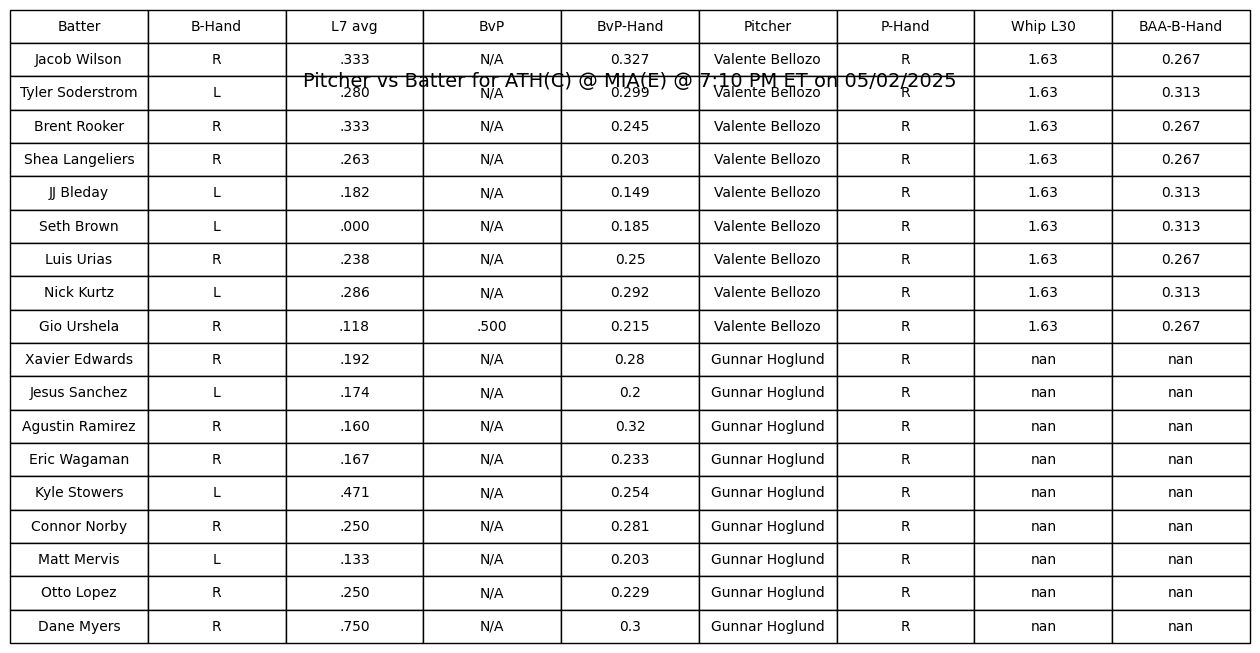 Batter B-Hand L7 avg BvP BvP-Hand Pitcher P-Hand Whip L30 BAA-B-Hand
Jacob Wilson R .333 N/A 0.327 Valente Bellozo R 1.63 0.267
Pitcher vs Batter for ATH(C) @ MIA(E) @ 7:10 PM ET on 05/02/2025
Tyler Soderstrom L .280 N/A 0.299 Valente Bellozo R 1.63 0.313
Brent Rooker R .333 N/A 0.245 Valente Bellozo R 1.63 0.267
Shea Langeliers R .263 N/A 0.203 Valente Bellozo R 1.63 0.267
JJ Bleday L .182 N/A 0.149 Valente Bellozo R 1.63 0.313
Seth Brown L .000 N/A 0.185 Valente Bellozo R 1.63 0.313
Luis Urias R .238 N/A 0.25 Valente Bellozo R 1.63 0.267
Nick Kurtz L .286 N/A 0.292 Valente Bellozo R 1.63 0.313
Gio Urshela R .118 .500 0.215 Valente Bellozo R 1.63 0.267
Xavier Edwards R .192 N/A 0.28 Gunnar Hoglund R nan nan
Jesus Sanchez L .174 N/A 0.2 Gunnar Hoglund R nan nan
Agustin Ramirez R .160 N/A 0.32 Gunnar Hoglund R nan nan
Eric Wagaman R .167 N/A 0.233 Gunnar Hoglund R nan nan
Kyle Stowers L .471 N/A 0.254 Gunnar Hoglund R nan nan
Connor Norby R .250 N/A 0.281 Gunnar Hoglund R nan nan
Matt Mervis L .133 N/A 0.203 Gunnar Hoglund R nan nan
Otto Lopez R .250 N/A 0.229 Gunnar Hoglund R nan nan
Dane Myers R .750 N/A 0.3 Gunnar Hoglund R nan nan